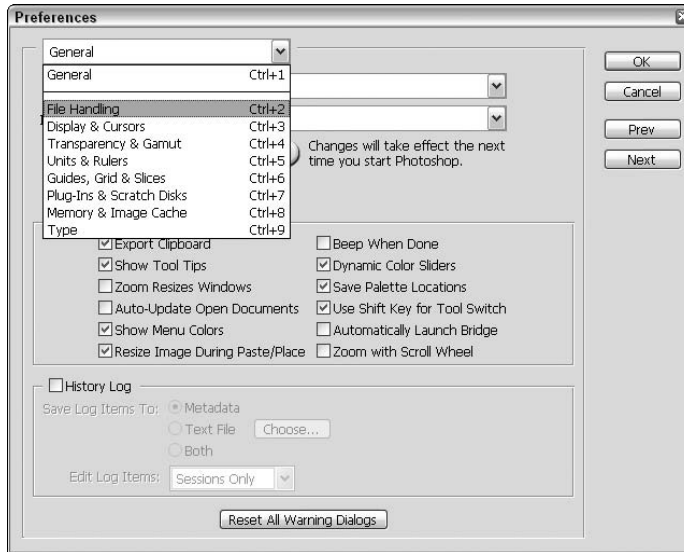 Preferences
General
General Ctrl+1
File Handling Ctrl+2
Display & Cursors Ctrl+3
Transparency & Gamut Ctrl+4
Units & Rulers Ctrl+5
Guides, Grid & Slices Ctrl+6
Plug-Ins & Scratch Disks Ctrl+7
Memory & Image Cache Ctrl+8
Type Ctrl+9
Changes will take effect the next
time you start Photoshop.
Export Clipboard
Show Tool Tips
Zoom Resizes Windows
Auto-Update Open Documents
Show Menu Colors
Resize Image During Paste/Place
Beep When Done
Dynamic Color Sliders
Save Palette Locations
Use Shift Key for Tool Switch
Automatically Launch Bridge
Zoom with Scroll Wheel
History Log
Save Log Items To: Metadata
Text File Choose...
Both
Edit Log Items: Sessions Only
Reset All Warning Dialogs
OK
Cancel
Prev
Next